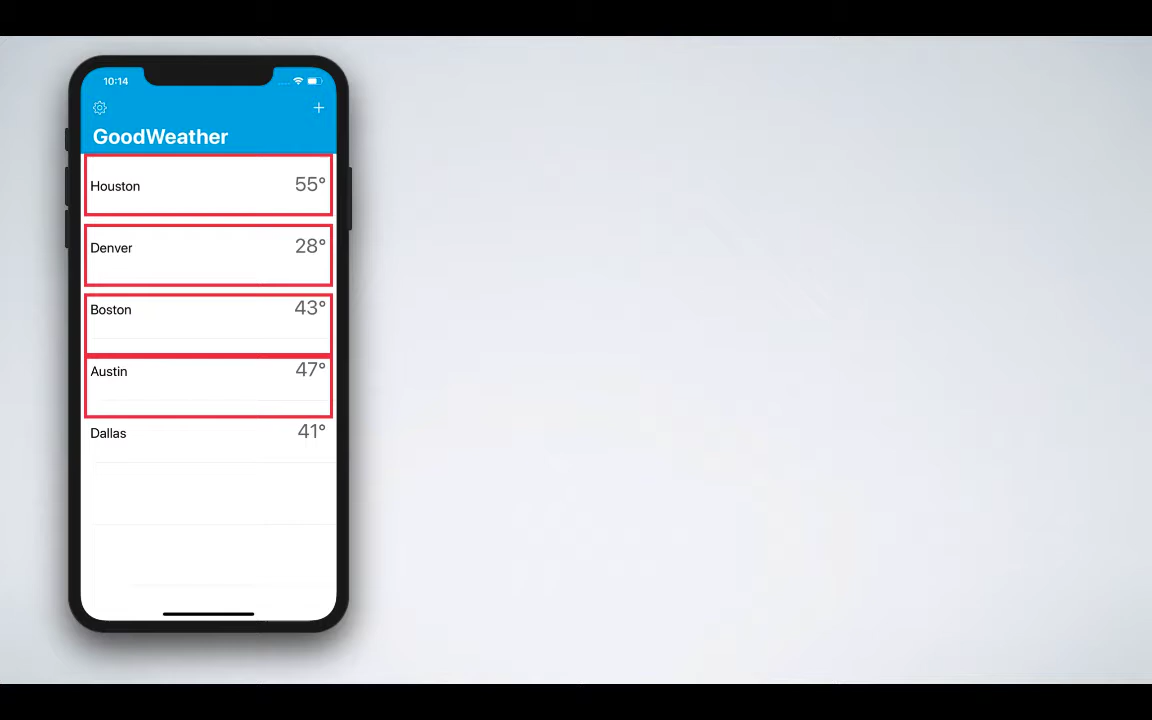 10:14
GoodWeather
Houston 55°
Denver 28°
Boston 43°
Austin 47°
Dallas 41°